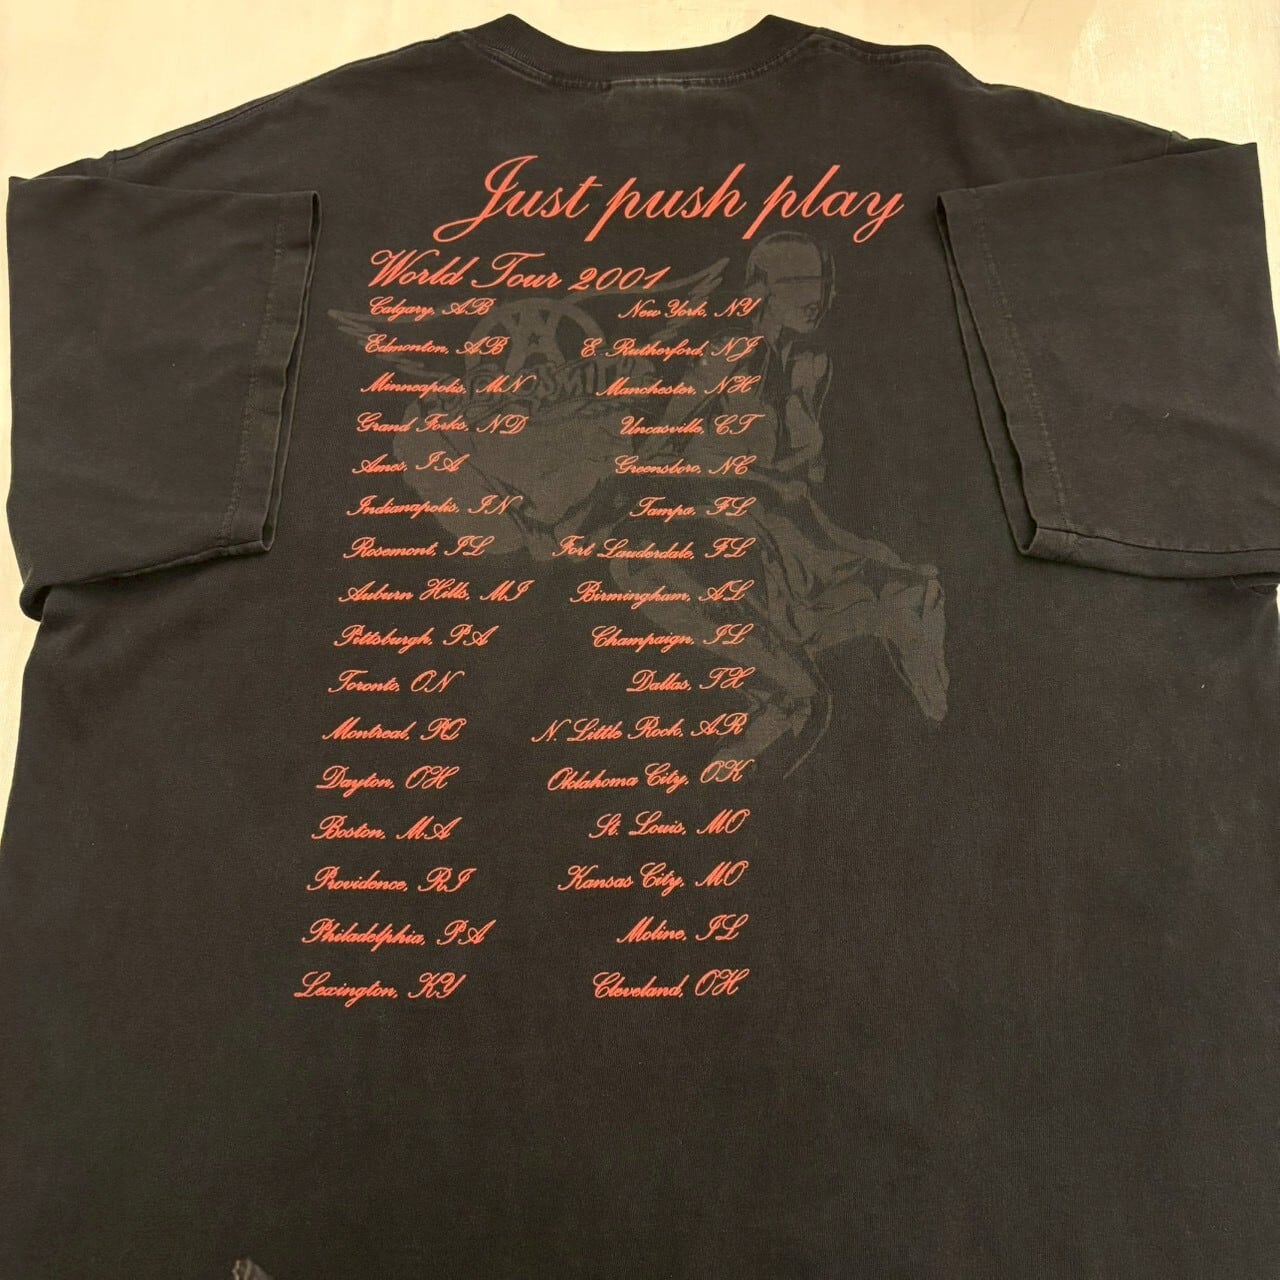 Just push play
World Tour 2001
Calgary, AB
Edmonton, AB
Minneapolis, MN
Grand Forks, ND
Ames, IA
Indianapolis, IN
Rosemont, IL
Auburn Hills, MI
Pittsburgh, PA
Toronto, ON
Montreal, PQ
Dayton, OH
Boston, MA
Providence, RI
Philadelphia, PA
Lexington, KY
New York, NY
E. Rutherford, NJ
Manchester, NH
Uncasville, CT
Greensboro, NC
Tampa, FL
Fort Lauderdale, FL
Birmingham, AL
Champaign, IL
Dallas, TX
N. Little Rock, AR
Oklahoma City, OK
St. Louis, MO
Kansas City, MO
Moline, IL
Cleveland, OH